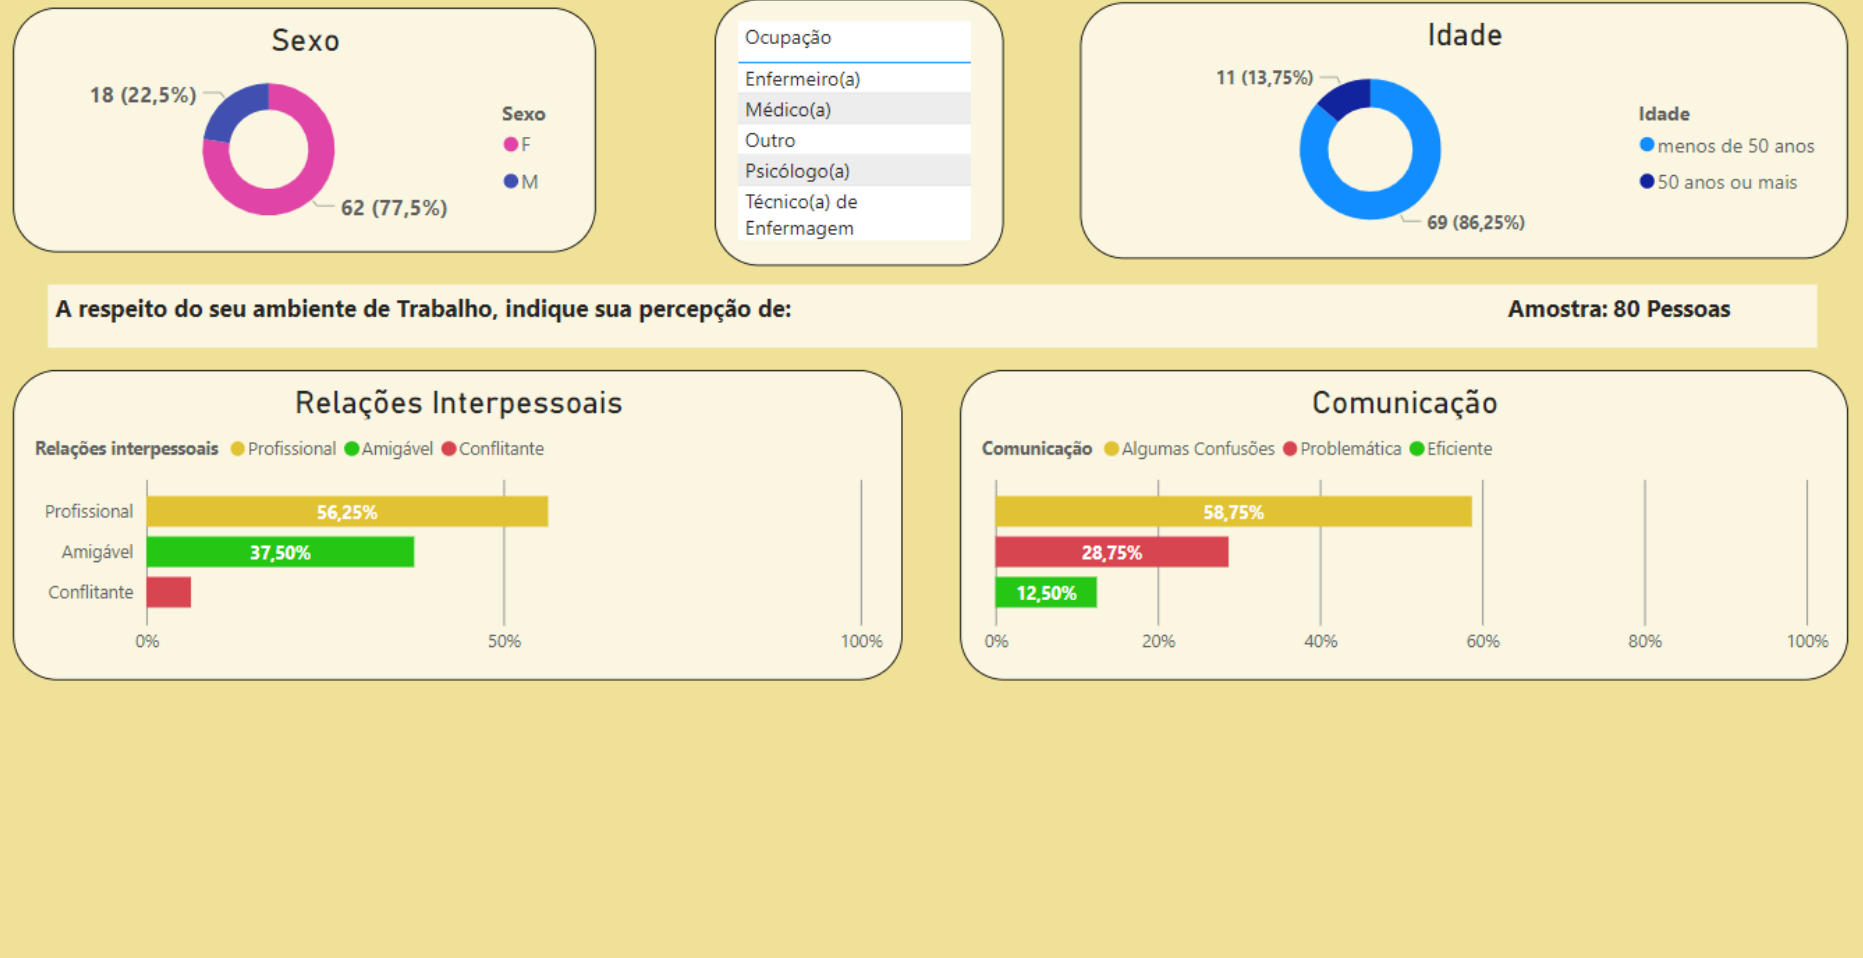 Sexo
18 (22,5%)
62 (77,5%)
Sexo
F
M
Ocupação
Enfermeiro(a)
Médico(a)
Outro
Psicólogo(a)
Técnico(a) de
Enfermagem
Idade
11 (13,75%)
69 (86,25%)
Idade
menos de 50 anos
50 anos ou mais
A respeito do seu ambiente de Trabalho, indique sua percepção de: Amostra: 80 Pessoas
Relações Interpessoais
Relações interpessoais Profissional Amigável Conflitante
Profissional 56,25%
Amigável 37,50%
Conflitante
0% 50% 100%
Comunicação
Comunicação Algumas Confusões Problemática Eficiente
58,75%
28,75%
12,50%
0% 20% 40% 60% 80% 100%